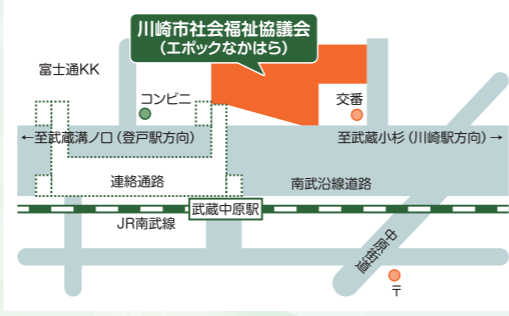 川崎市社会福祉協議会
（エポックなかはら）
富士通KK
コンビニ
交番
←至武蔵溝ノ口（登戸駅方向）
至武蔵小杉（川崎駅方向）→
連絡通路
南武沿線道路
武蔵中原駅
JR南武線
中原街道
〒